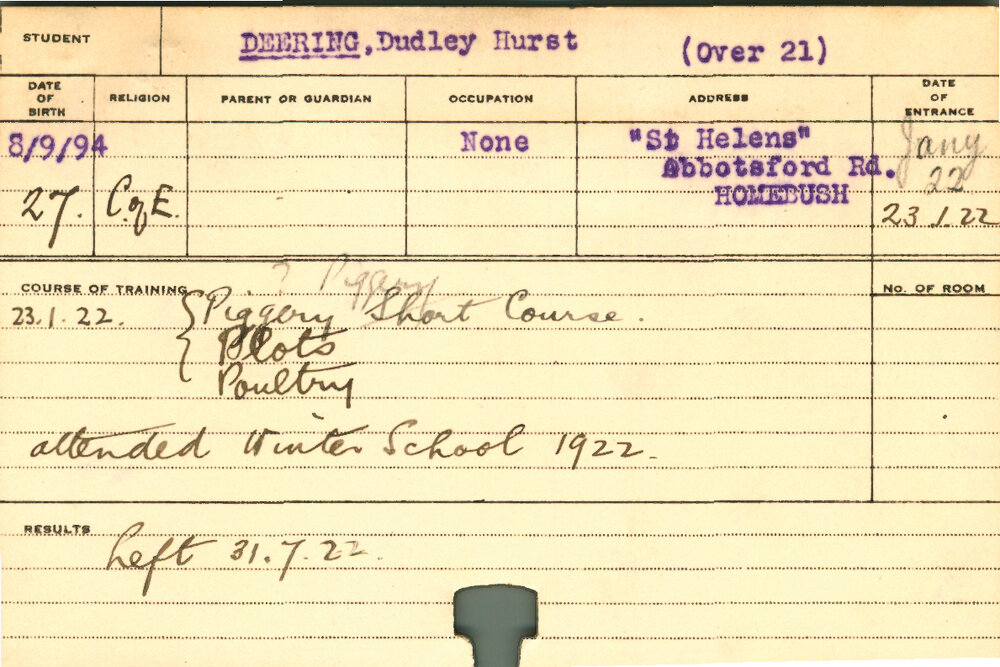 STUDENT DEERING, Dudley Hurst (Over 21)
DATE OF BIRTH RELIGION PARENT OR GUARDIAN OCCUPATION ADDRESS DATE OF ENTRANCE
8/9/94 None "St Helens" Jany
Abbotsford Rd. 22
27. C. of E. HOMEBUSH 23.1.22
? Piggery
COURSE OF TRAINING No. OF ROOM
23.1.22. Piggery Short Course.
Plots
Poultry
attended Winter School 1922.
RESULTS
Left 31.7.22.